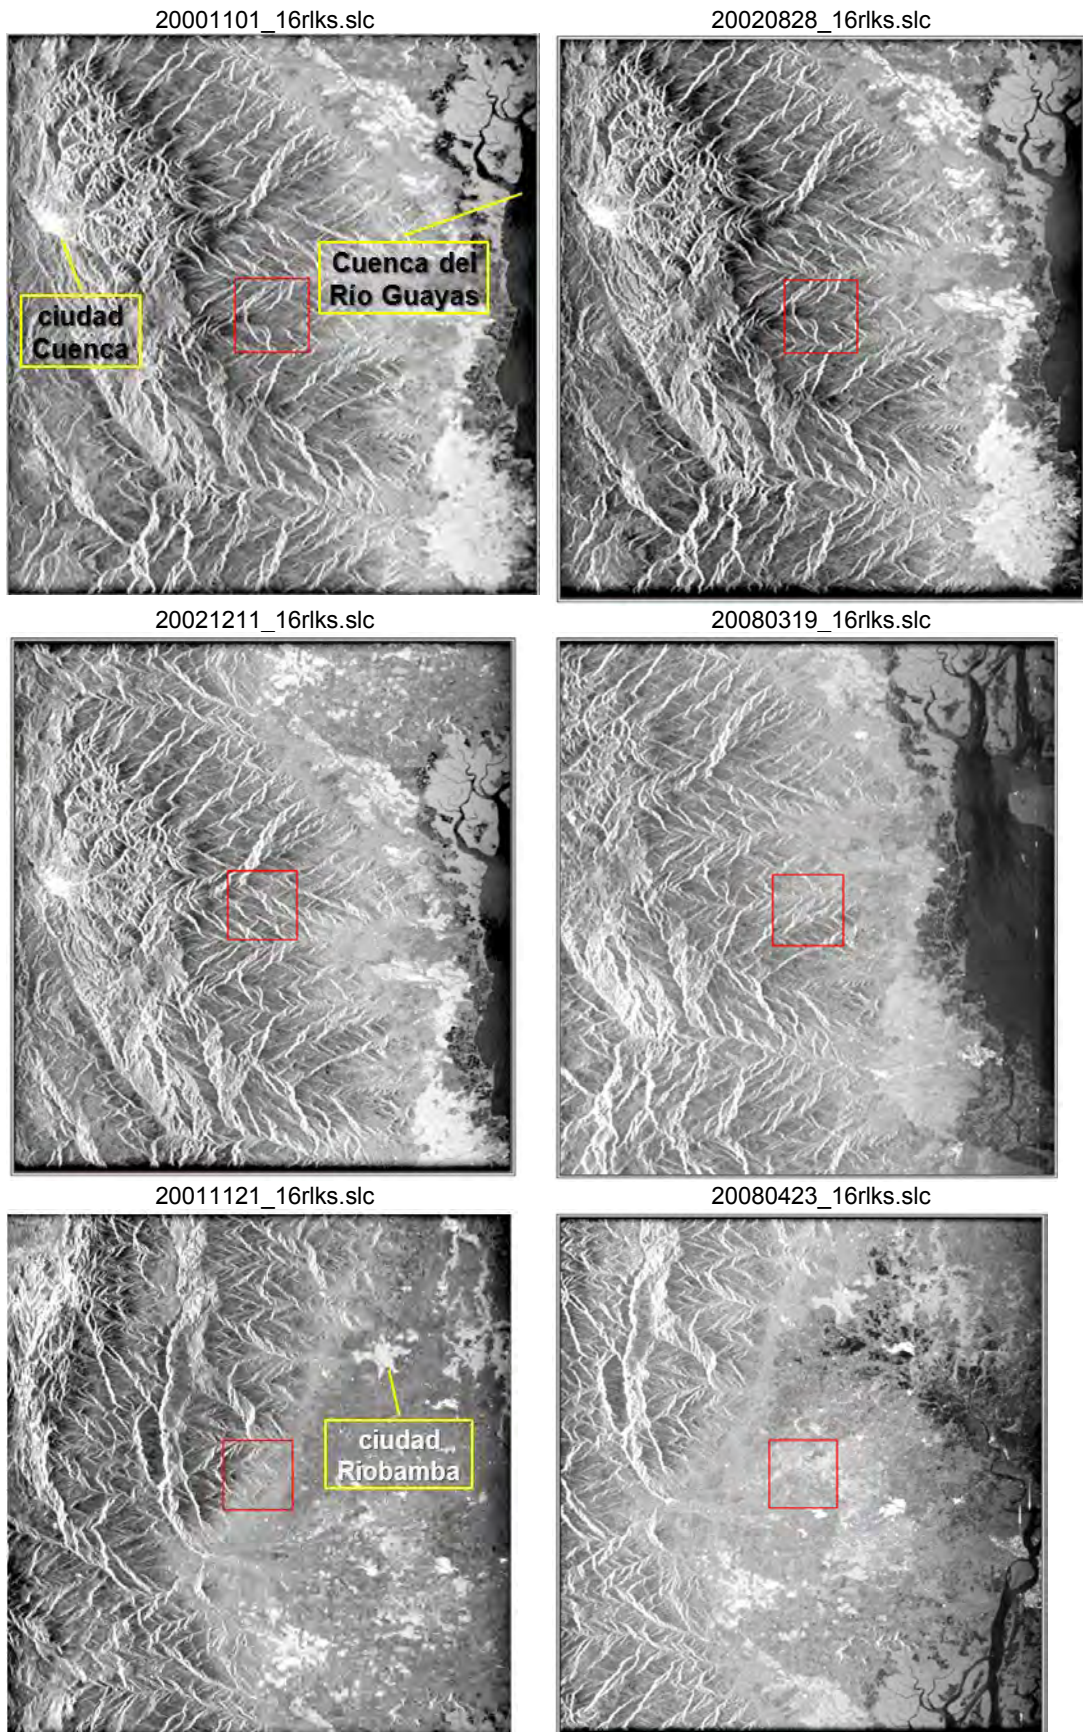 20001101_16rlks.slc
20020828_16rlks.slc
Cuenca del
Río Guayas
ciudad
Cuenca
20021211_16rlks.slc
20080319_16rlks.slc
20011121_16rlks.slc
20080423_16rlks.slc
ciudad
Riobamba